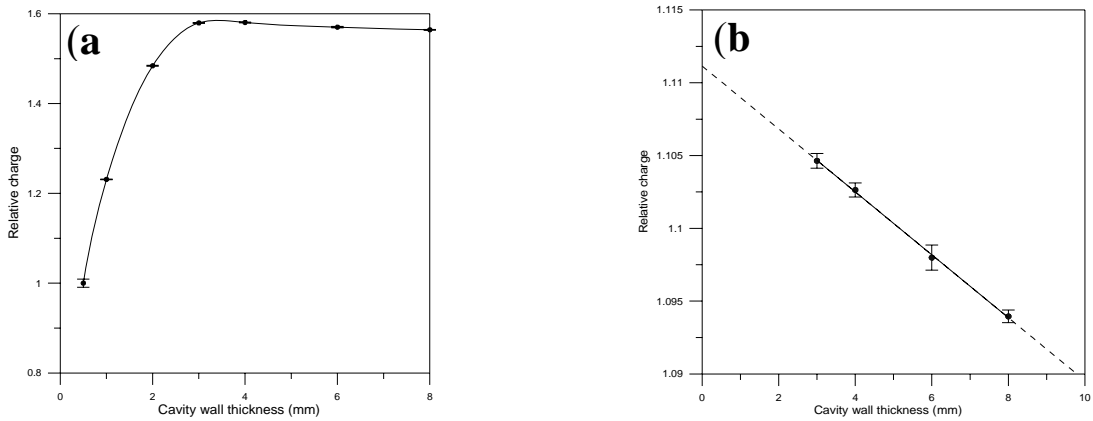 (a
1.6
1.4
1.2
1
0.8
Relative charge
0 2 4 6 8
Cavity wall thickness (mm)
(b
1.115
1.11
1.105
1.1
1.095
1.09
Relative charge
0 2 4 6 8 10
Cavity wall thickness (mm)